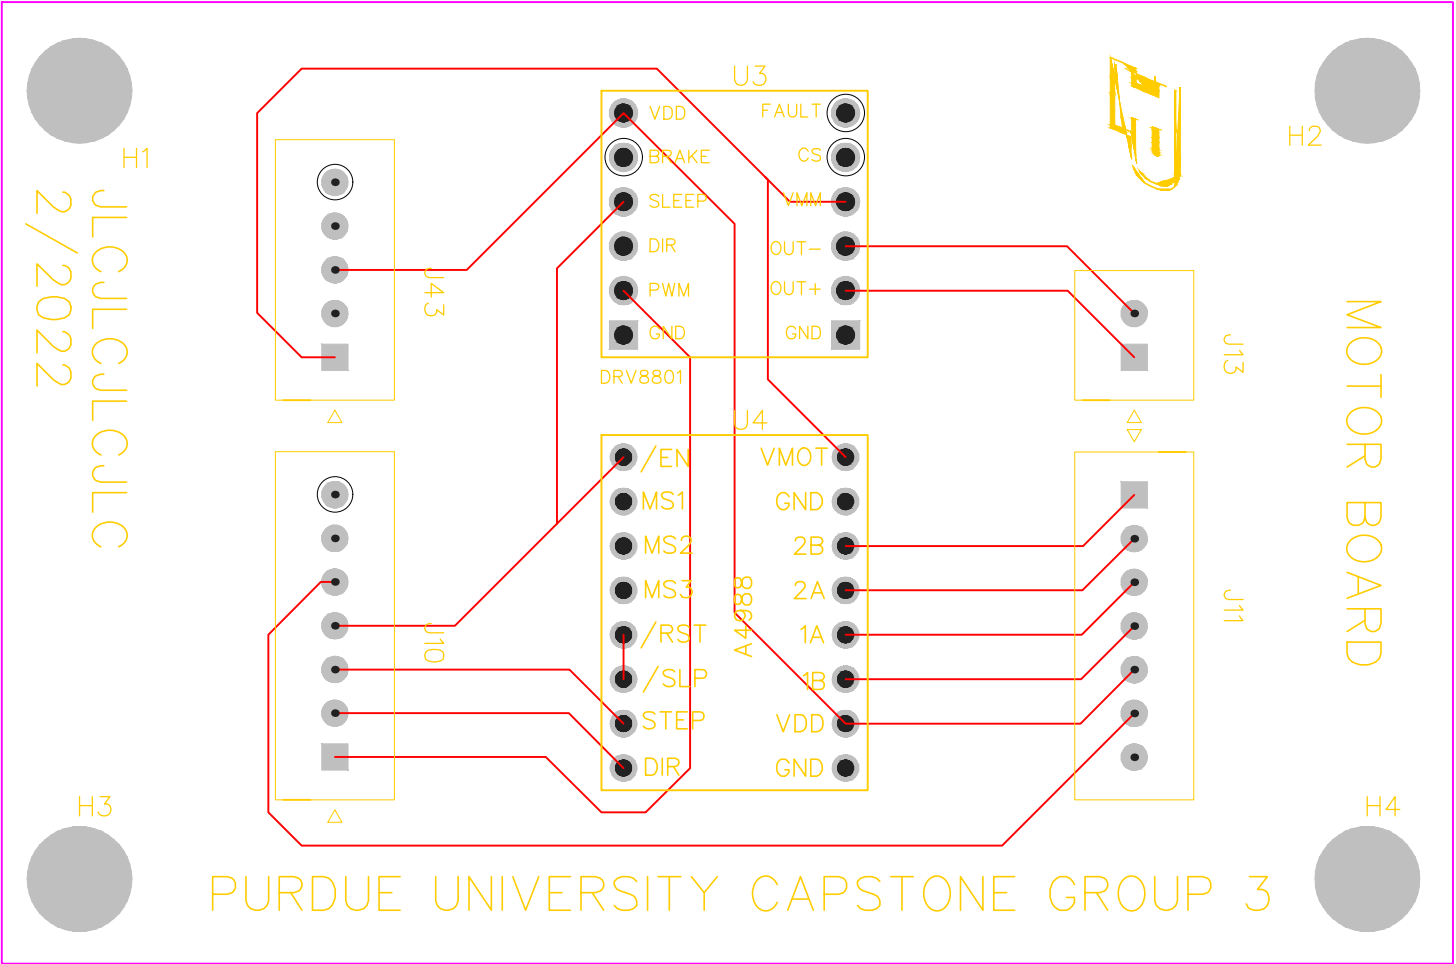 U3
VDD
FAULT
BRAKE
CS
SLEEP
VMM
DIR
OUT-
PWM
OUT+
GND
GND
DRV8801
H1
H2
JLCJLCJLCJLC
2/2022
J43
J13
MOTOR BOARD
U4
/EN
VMOT
MS1
GND
MS2
2B
MS3
2A
/RST
1A
/SLP
1B
STEP
VDD
DIR
GND
A4988
J10
J11
H3
H4
PURDUE UNIVERSITY CAPSTONE GROUP 3